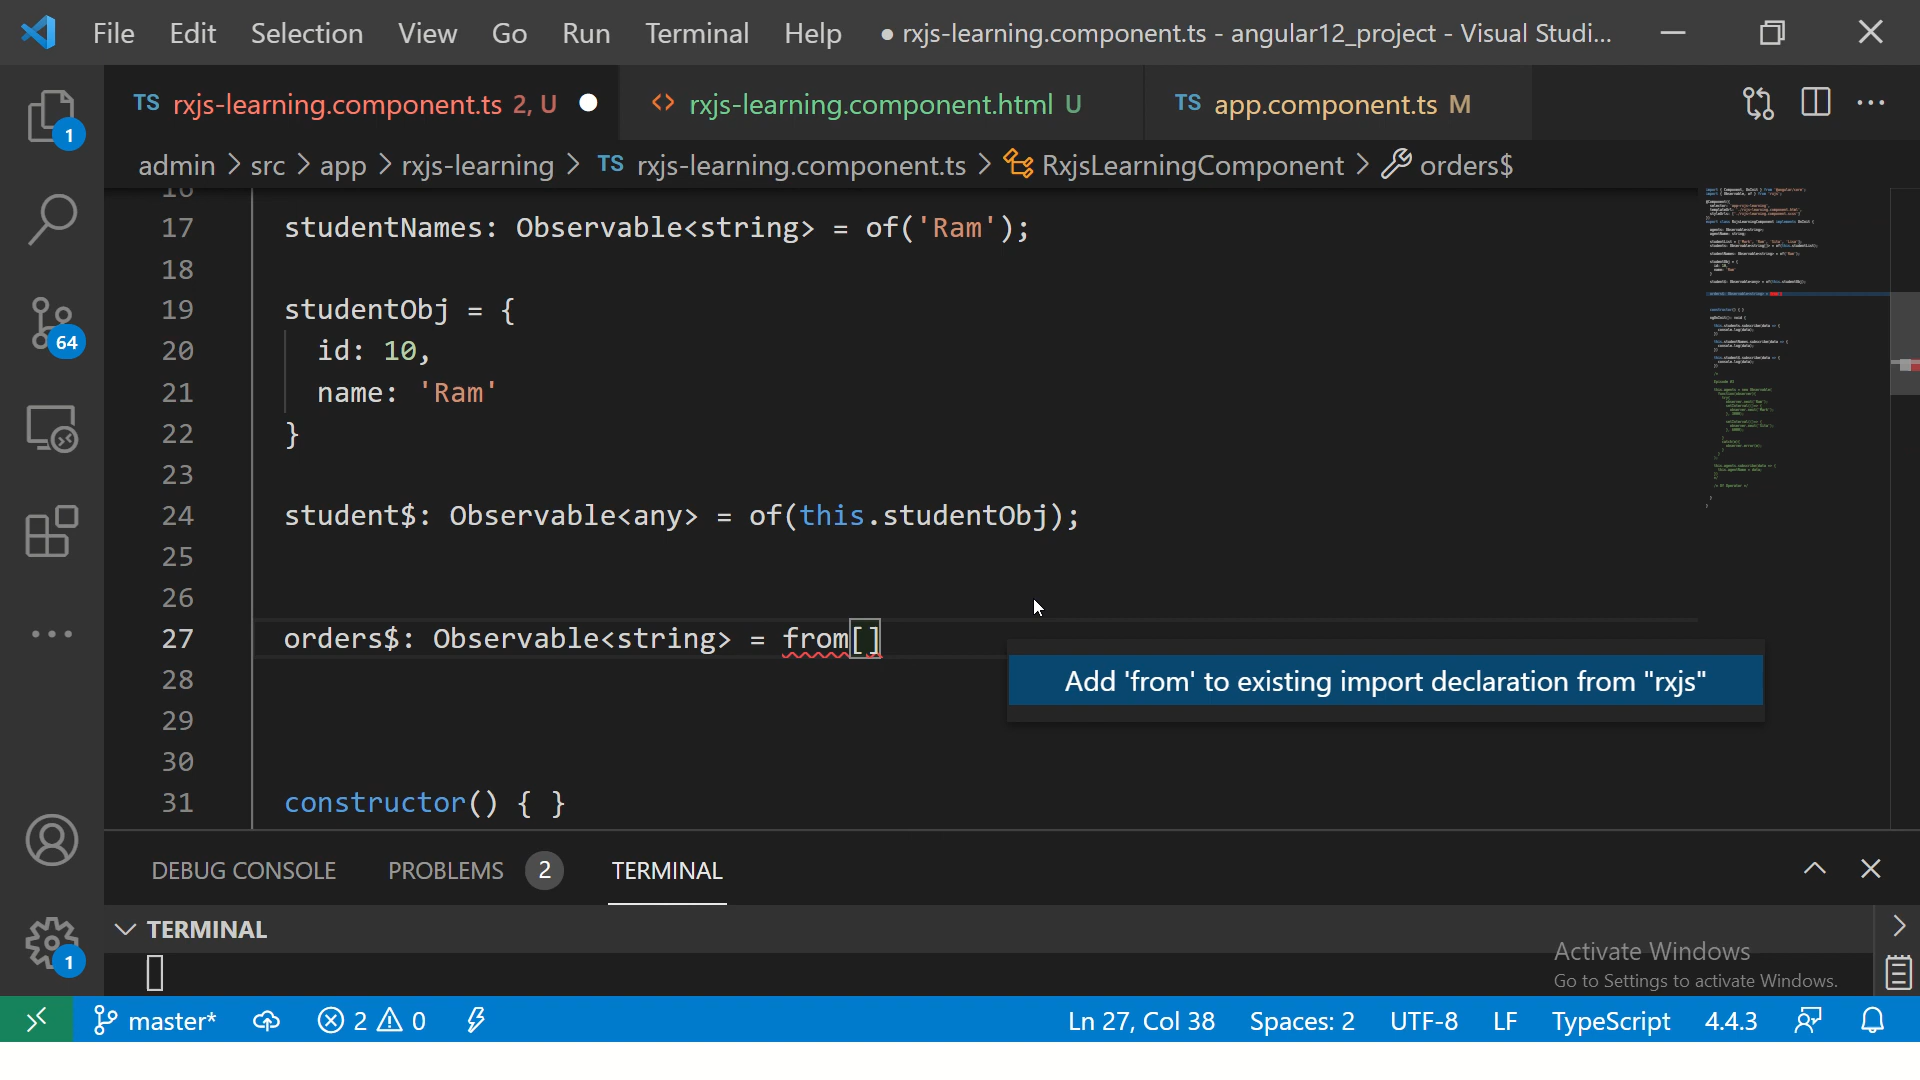 File Edit Selection View Go Run Terminal Help ● rxjs-learning.component.ts - angular12_project - Visual Studi...
TS rxjs-learning.component.ts 2, U ● <> rxjs-learning.component.html U TS app.component.ts M
1
admin > src > app > rxjs-learning > TS rxjs-learning.component.ts > RxjsLearningComponent > orders$
17 studentNames: Observable<string> = of('Ram');
18
19 studentObj = {
64
20 id: 10,
21 name: 'Ram'
22 }
23
24 student$: Observable<any> = of(this.studentObj);
25
26
27 orders$: Observable<string> = from[]
28
Add 'from' to existing import declaration from "rxjs"
29
30
31 constructor() { }
DEBUG CONSOLE PROBLEMS 2 TERMINAL
TERMINAL
1
Activate Windows
Go to Settings to activate Windows.
master* 2 0 Ln 27, Col 38 Spaces: 2 UTF-8 LF TypeScript 4.4.3